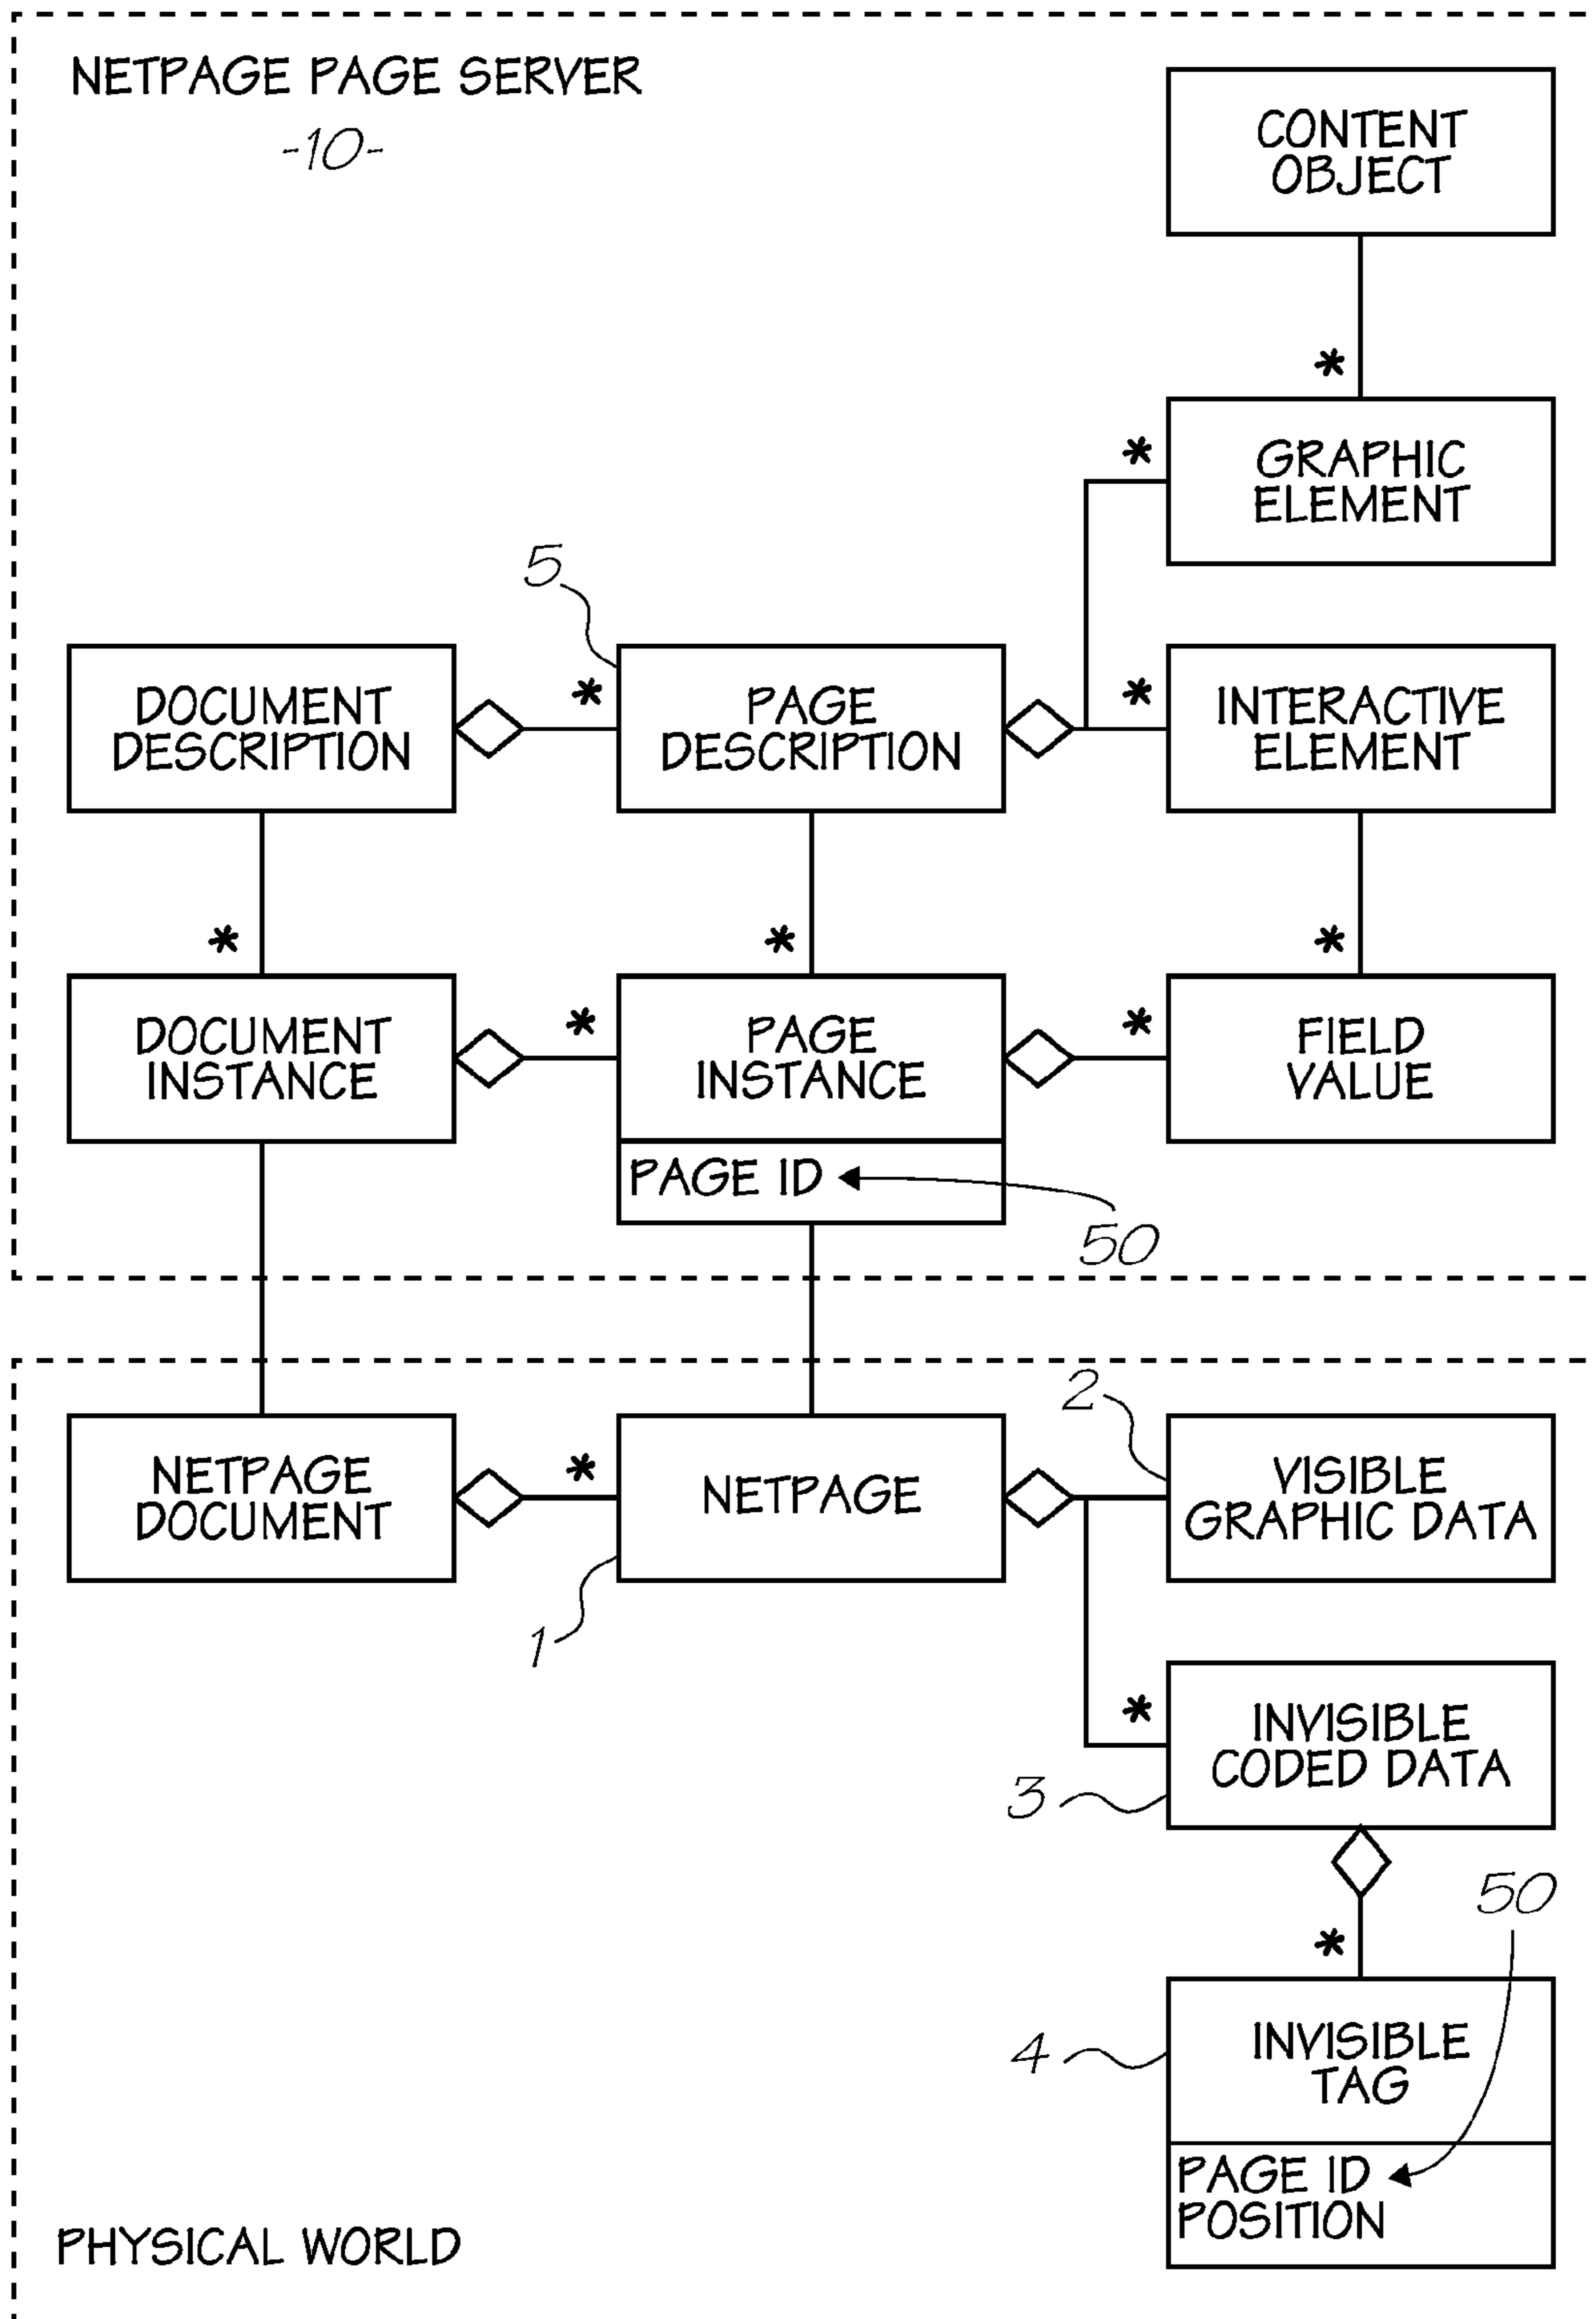 NETPAGE PAGE SERVER
-10-
CONTENT
OBJECT
*
*
GRAPHIC
ELEMENT
5
DOCUMENT
DESCRIPTION
*
PAGE
DESCRIPTION
*
INTERACTIVE
ELEMENT
*
*
*
DOCUMENT
INSTANCE
*
PAGE
INSTANCE
*
FIELD
VALUE
PAGE ID
50
2
NETPAGE
DOCUMENT
*
NETPAGE
VISIBLE
GRAPHIC DATA
1
*
INVISIBLE
CODED DATA
3
50
*
4
INVISIBLE
TAG
PAGE ID
POSITION
PHYSICAL WORLD